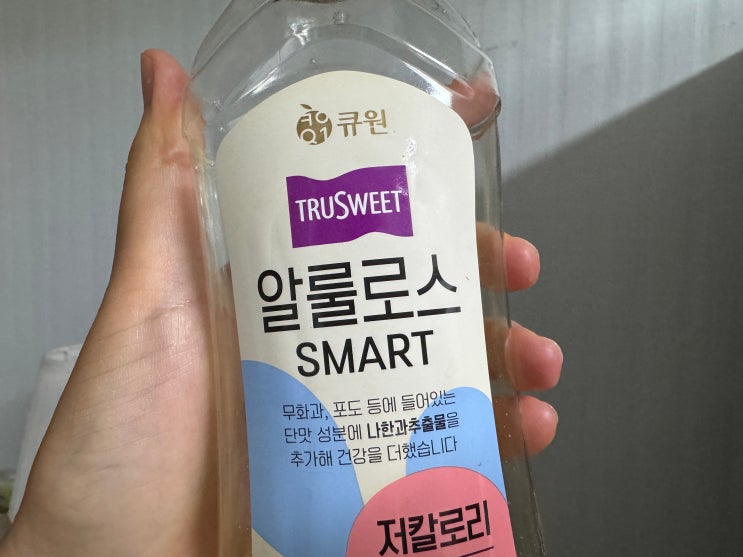 큐원
TRUSWEET
알룰로스
SMART
무화과, 포도 등에 들어있는
단맛 성분에 나한과추출물을
추가해 건강을 더했습니다
저칼로리